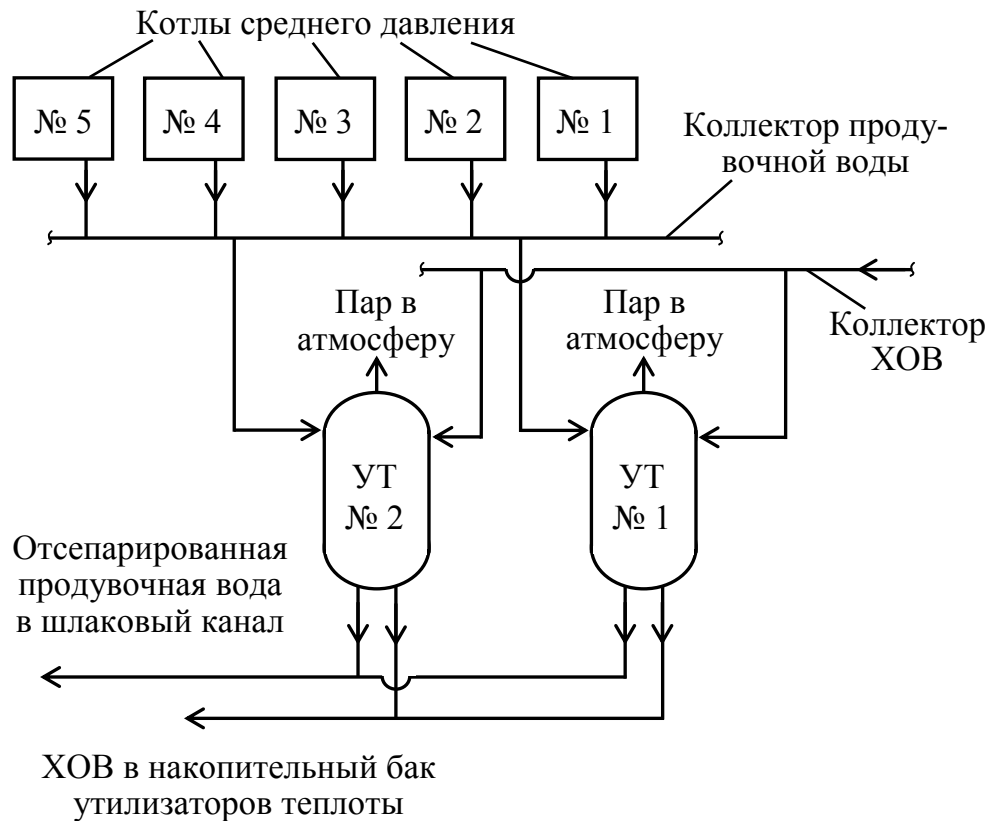 Котлы среднего давления
№ 5
№ 4
№ 3
№ 2
№ 1
Коллектор проду-
вочной воды
Пар в
атмосферу
Пар в
атмосферу
Коллектор
ХОВ
УТ
№ 2
УТ
№ 1
Отсепарированная
продувочная вода
в шлаковый канал
ХОВ в накопительный бак
утилизаторов теплоты